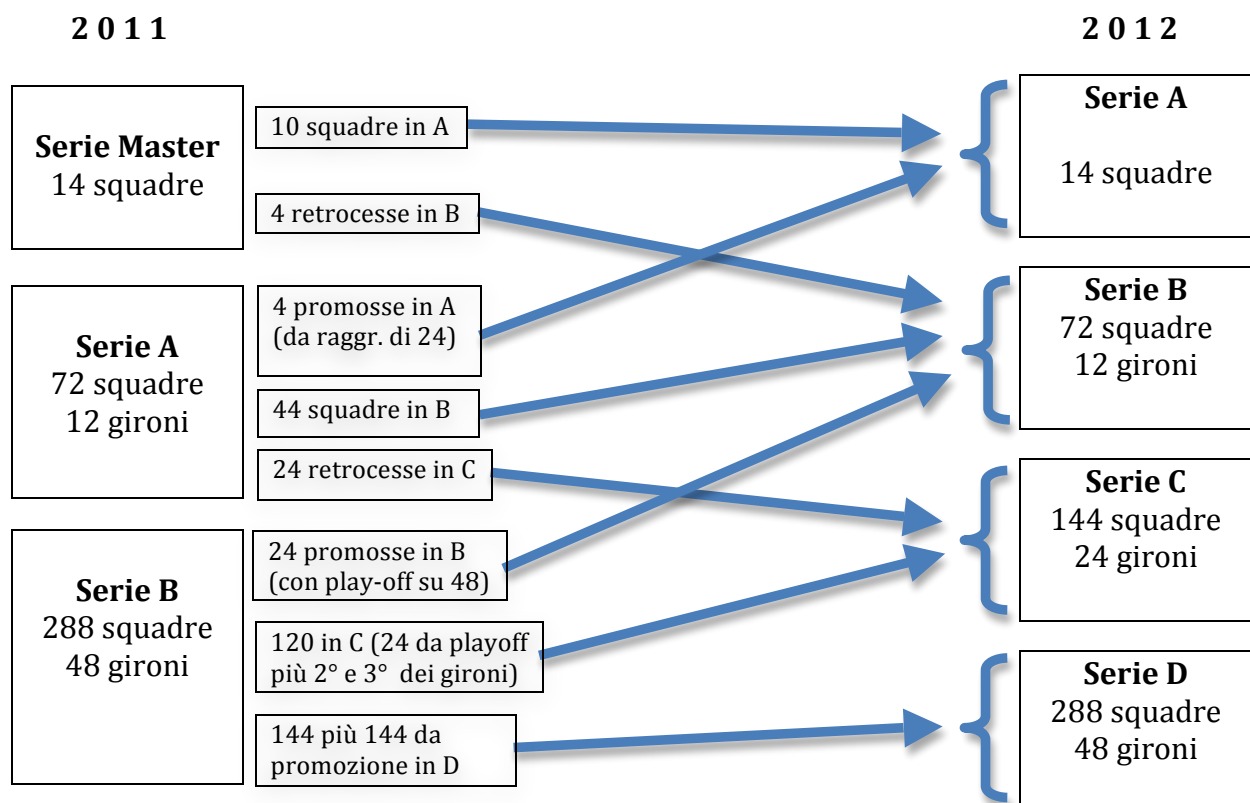 2 0 1 1
2 0 1 2
Serie Master
14 squadre
10 squadre in A
4 retrocesse in B
Serie A
14 squadre
Serie A
72 squadre
12 gironi
4 promosse in A
(da raggr. di 24)
44 squadre in B
24 retrocesse in C
Serie B
72 squadre
12 gironi
Serie B
288 squadre
48 gironi
24 promosse in B
(con play-off su 48)
120 in C (24 da playoff
più 2° e 3° dei gironi)
144 più 144 da
promozione in D
Serie C
144 squadre
24 gironi
Serie D
288 squadre
48 gironi